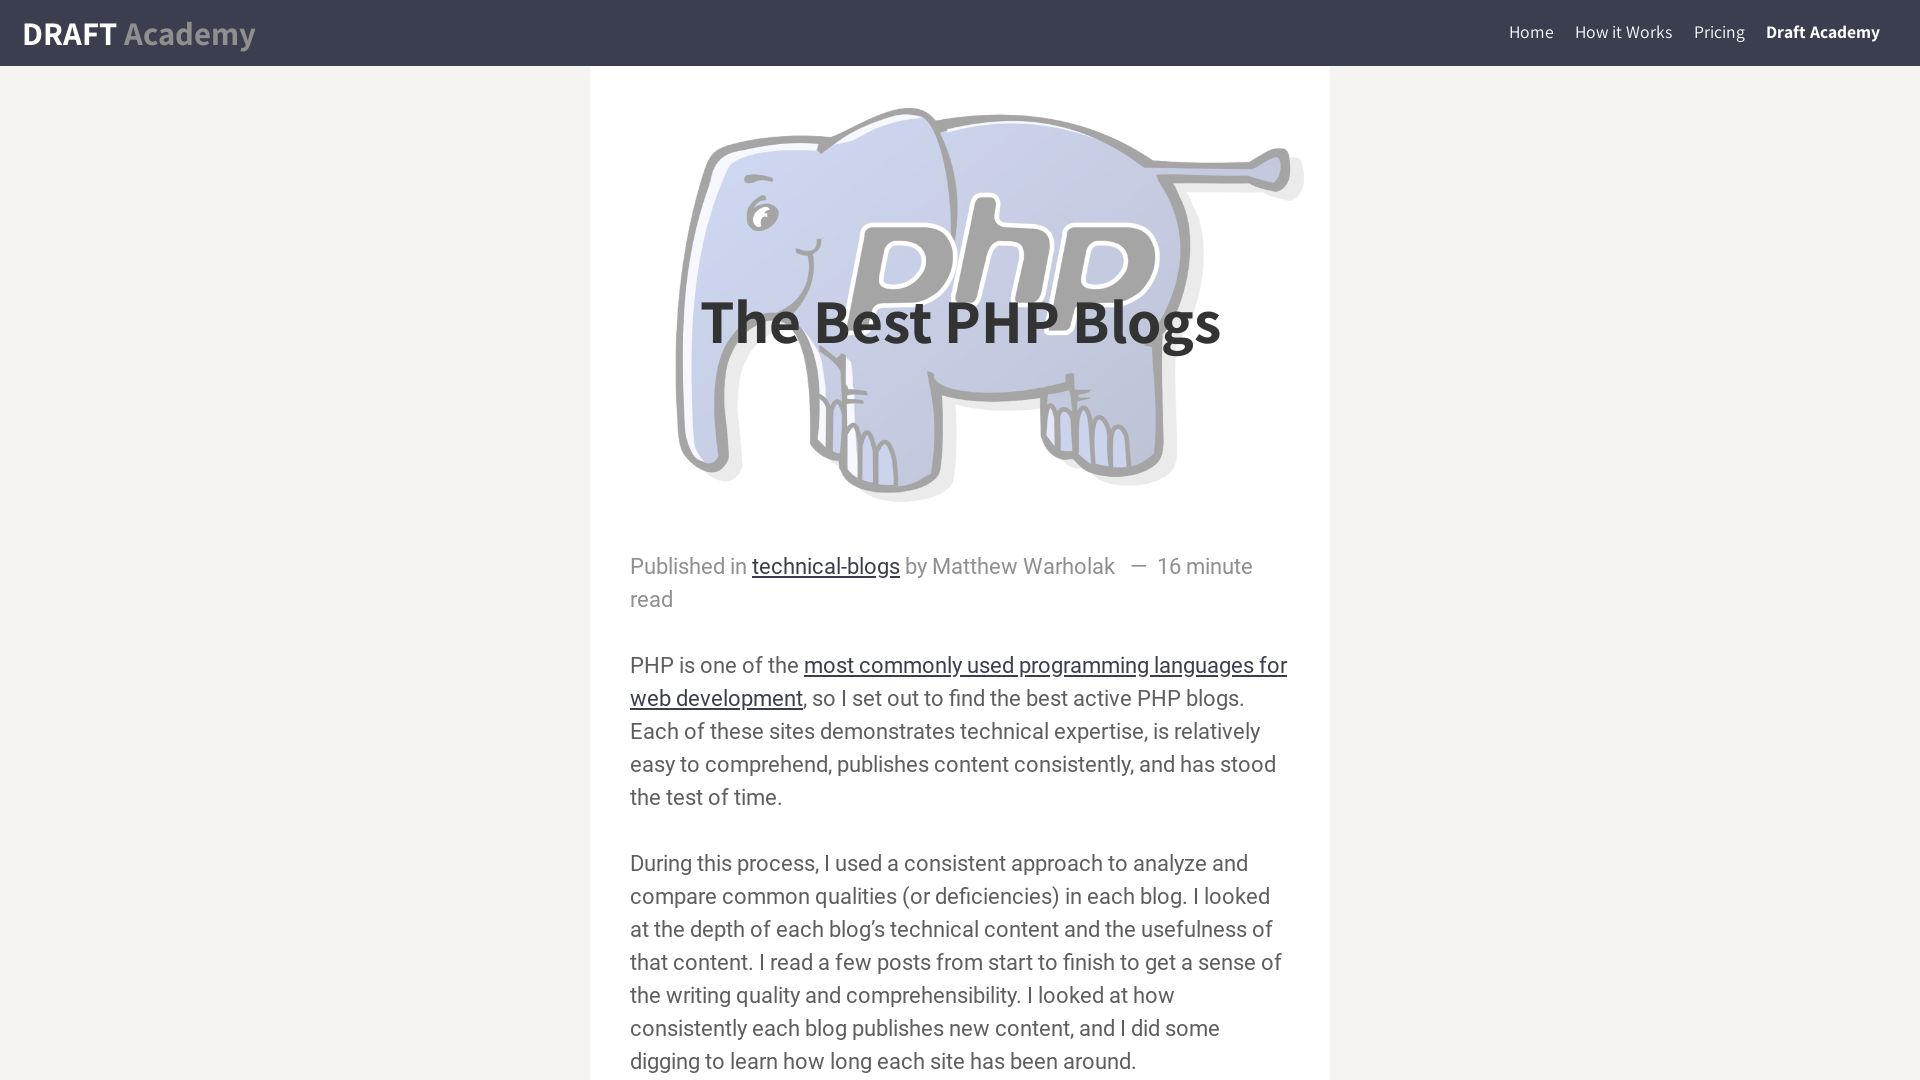 DRAFT Academy
Home How it Works Pricing Draft Academy
php
The Best PHP Blogs
Published in technical-blogs by Matthew Warholak — 16 minute
read
PHP is one of the most commonly used programming languages for
web development, so I set out to find the best active PHP blogs.
Each of these sites demonstrates technical expertise, is relatively
easy to comprehend, publishes content consistently, and has stood
the test of time.
During this process, I used a consistent approach to analyze and
compare common qualities (or deficiencies) in each blog. I looked
at the depth of each blog’s technical content and the usefulness of
that content. I read a few posts from start to finish to get a sense of
the writing quality and comprehensibility. I looked at how
consistently each blog publishes new content, and I did some
digging to learn how long each site has been around.